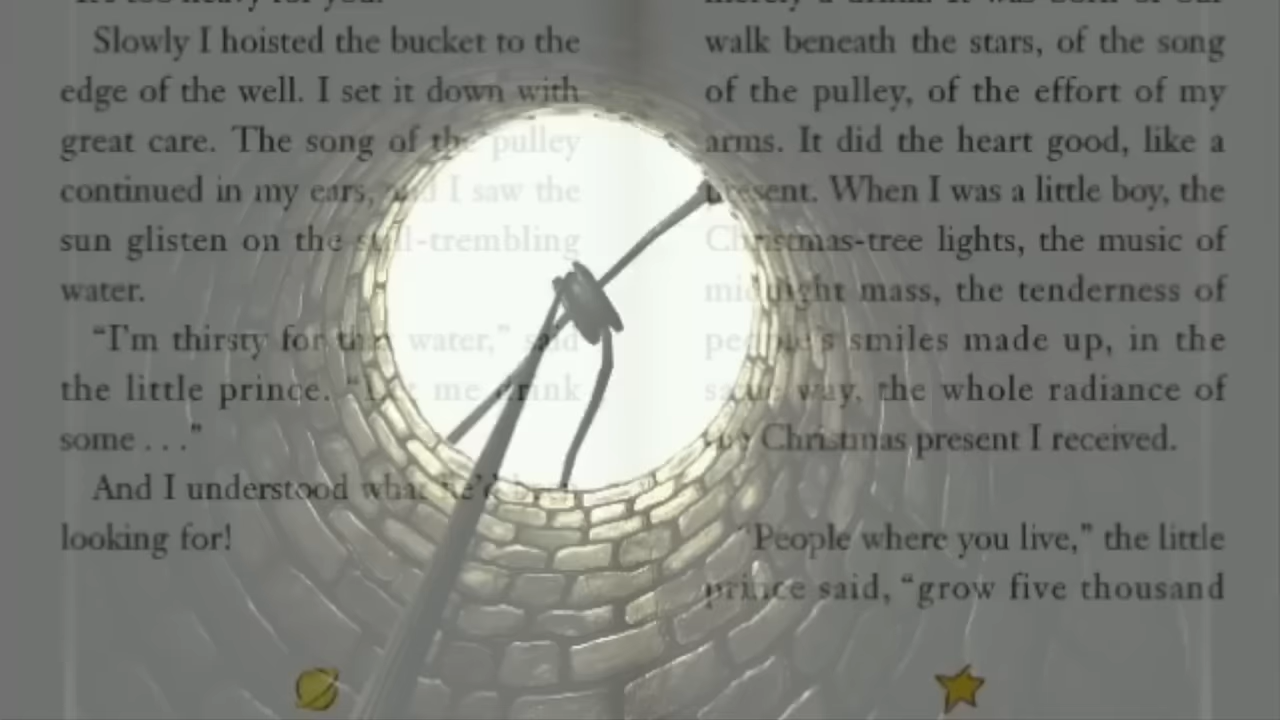 Slowly I hoisted the bucket to the
edge of the well. I set it down with
great care. The song of the pulley
continued in my ears, and I saw the
sun glisten on the still-trembling
water.
“I’m thirsty for that water,” said
the little prince. “Let me drink
some . . .”
And I understood what he’d been
looking for!
walk beneath the stars, of the song
of the pulley, of the effort of my
arms. It did the heart good, like a
present. When I was a little boy, the
Christmas-tree lights, the music of
midnight mass, the tenderness of
people’s smiles made up, in the
same way, the whole radiance of
the Christmas present I received.
“People where you live,” the little
prince said, “grow five thousand